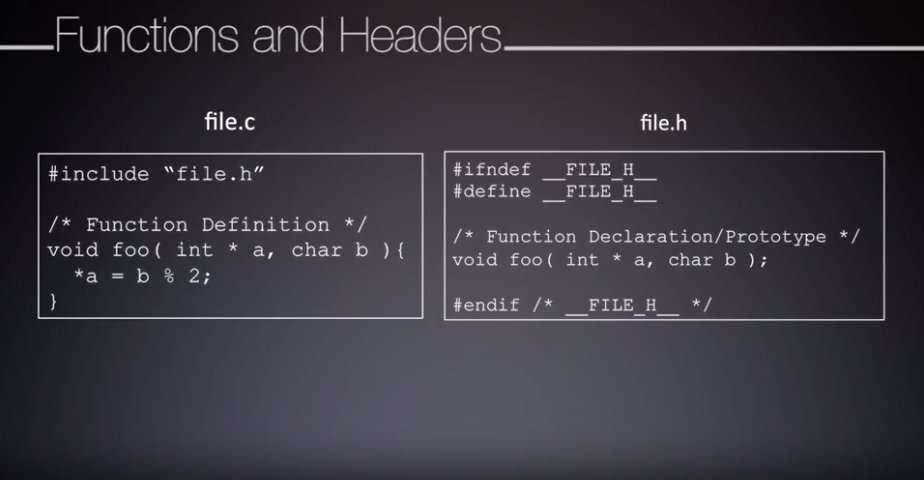 Functions and Headers
file.c
#include “file.h”
/* Function Definition */
void foo( int * a, char b ){
  *a = b % 2;
}
file.h
#ifndef __FILE_H__
#define __FILE_H__
/* Function Declaration/Prototype */
void foo( int * a, char b );
#endif /* __FILE_H__ */